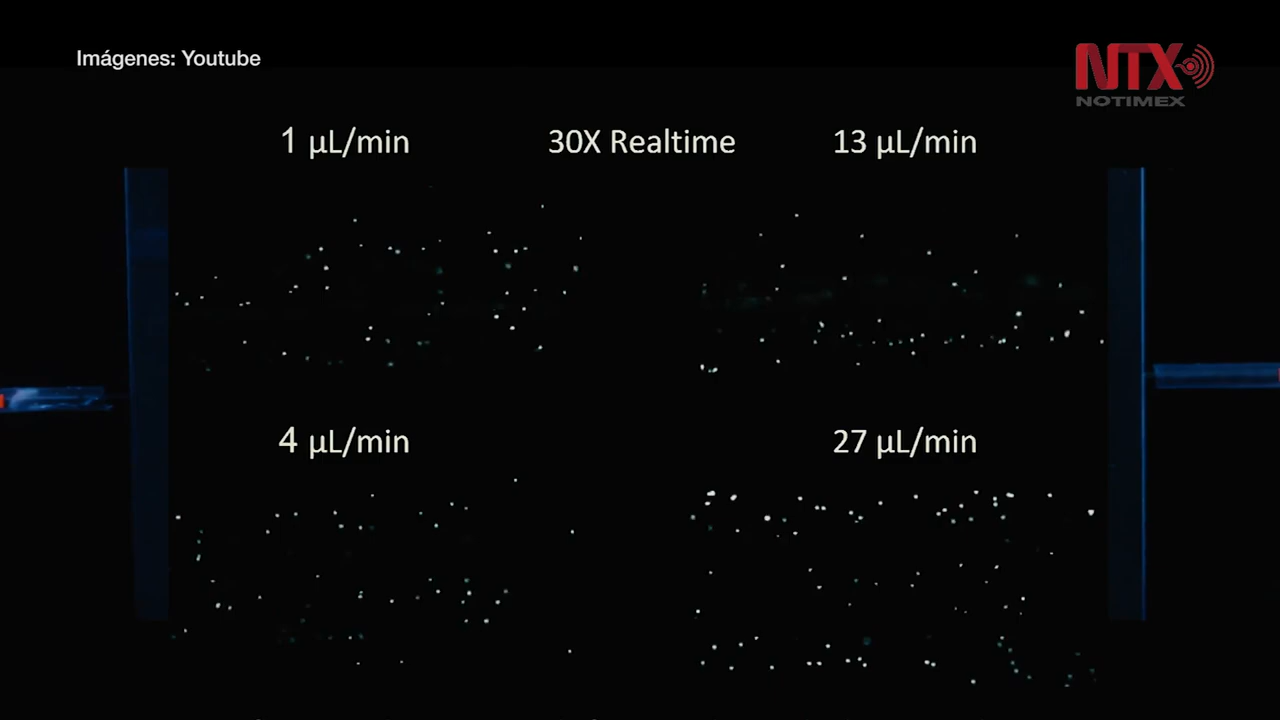 Imágenes: Youtube
NTX
NOTIMEX
1 µL/min
30X Realtime
13 µL/min
4 µL/min
27 µL/min